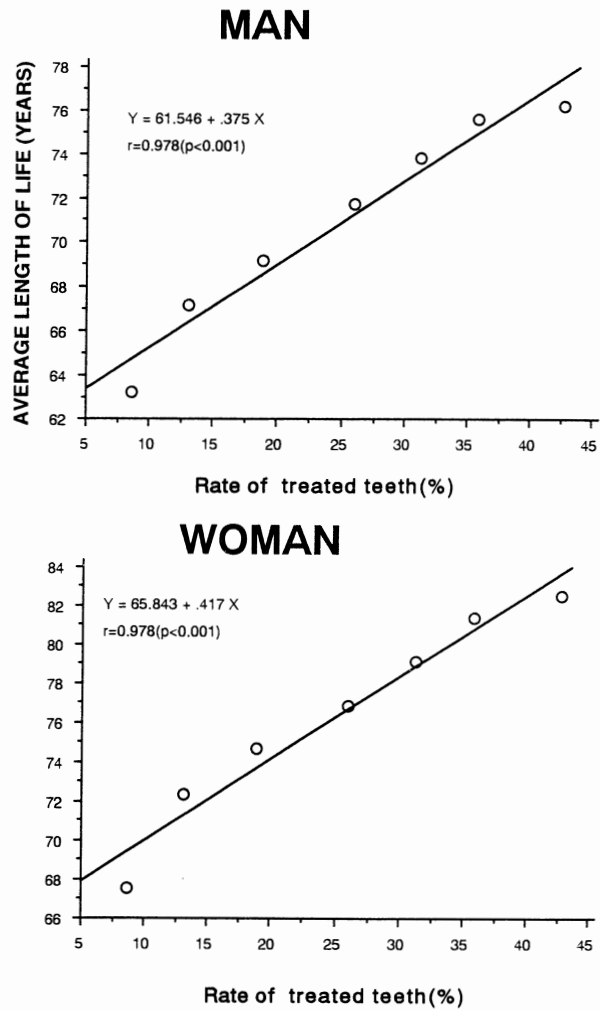 MAN
AVERAGE LENGTH OF LIFE (YEARS)
78
76
74
72
70
68
66
64
62
Y = 61.546 + .375 X
r=0.978(p<0.001)
5 10 15 20 25 30 35 40 45
Rate of treated teeth(%)
WOMAN
84
82
80
78
76
74
72
70
68
66
Y = 65.843 + .417 X
r=0.978(p<0.001)
5 10 15 20 25 30 35 40 45
Rate of treated teeth(%)